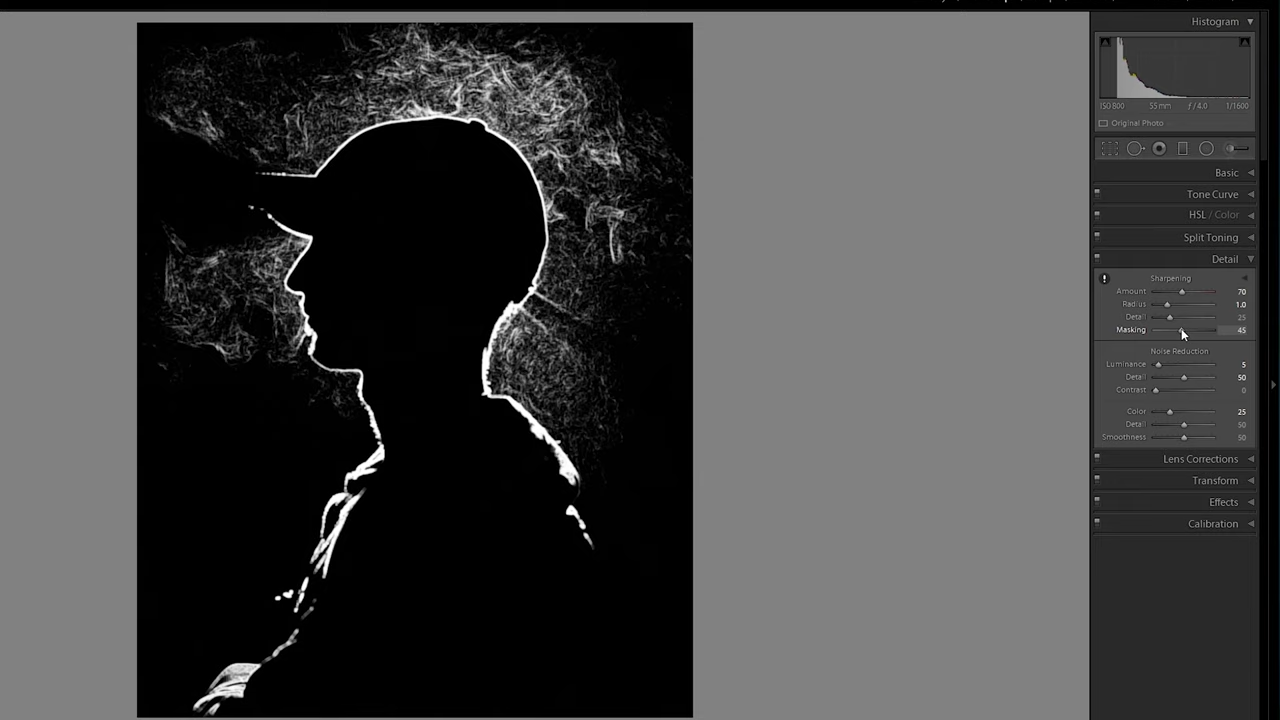 Histogram
ISO 800 55mm ƒ / 4.0 1/1600
Original Photo
Basic
Tone Curve
HSL / Color
Split Toning
Detail
Sharpening
Amount 70
Radius 1.0
Detail 25
Masking 45
Noise Reduction
Luminance 5
Detail 50
Contrast 0
Color 25
Detail 50
Smoothness 50
Lens Corrections
Transform
Effects
Calibration